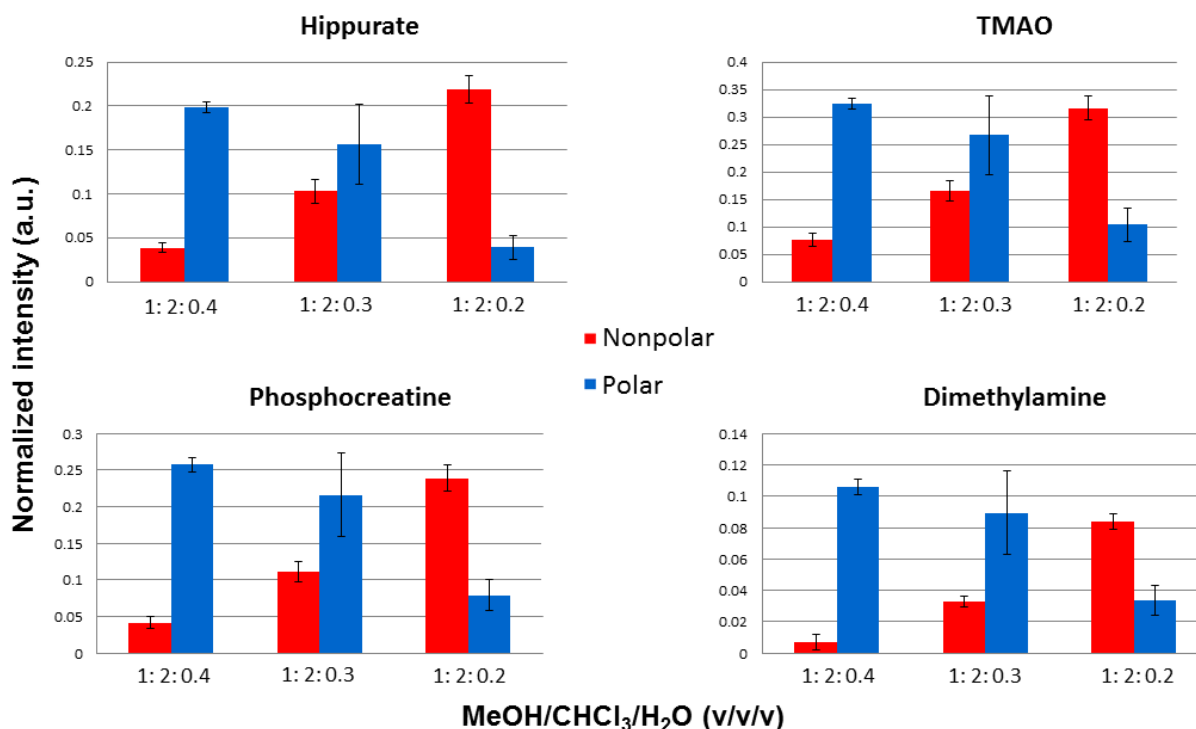 Hippurate
0.25
0.2
0.15
0.1
0.05
0
1: 2: 0.4
1: 2: 0.3
1: 2: 0.2
TMAO
0.4
0.35
0.3
0.25
0.2
0.15
0.1
0.05
0
1: 2: 0.4
1: 2: 0.3
1: 2: 0.2
Normalized intensity (a.u.)
Nonpolar
Polar
Phosphocreatine
0.3
0.25
0.2
0.15
0.1
0.05
0
1: 2: 0.4
1: 2: 0.3
1: 2: 0.2
Dimethylamine
0.14
0.12
0.1
0.08
0.06
0.04
0.02
0
1: 2: 0.4
1: 2: 0.3
1: 2: 0.2
MeOH/CHCl₃/H₂O (v/v/v)